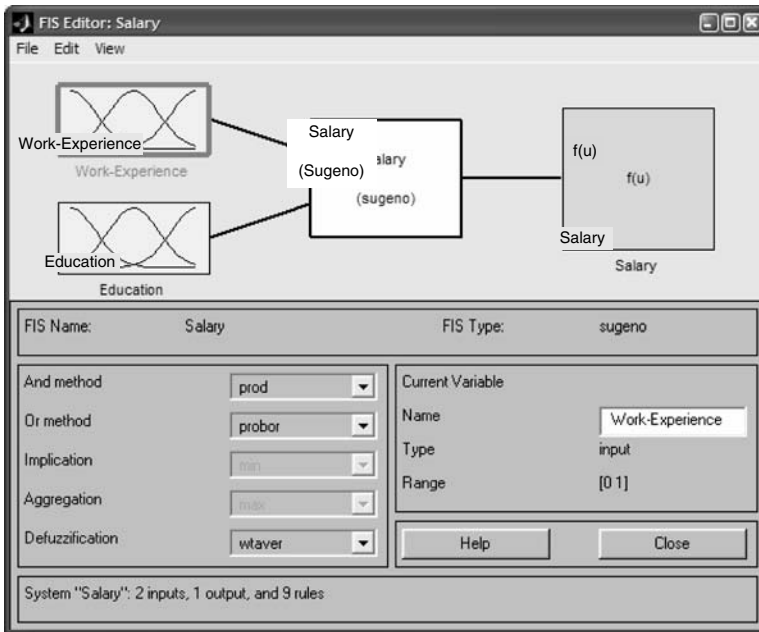 FIS Editor: Salary
File Edit View
Work-Experience
Work-Experience
Education
Education
Salary
(Sugeno)
alary
(sugeno)
f(u)
f(u)
Salary
Salary
FIS Name: Salary FIS Type: sugeno
And method prod
Or method probor
Implication min
Aggregation max
Defuzzification wtaver
Current Variable
Name Work-Experience
Type input
Range [0 1]
Help Close
System "Salary": 2 inputs, 1 output, and 9 rules